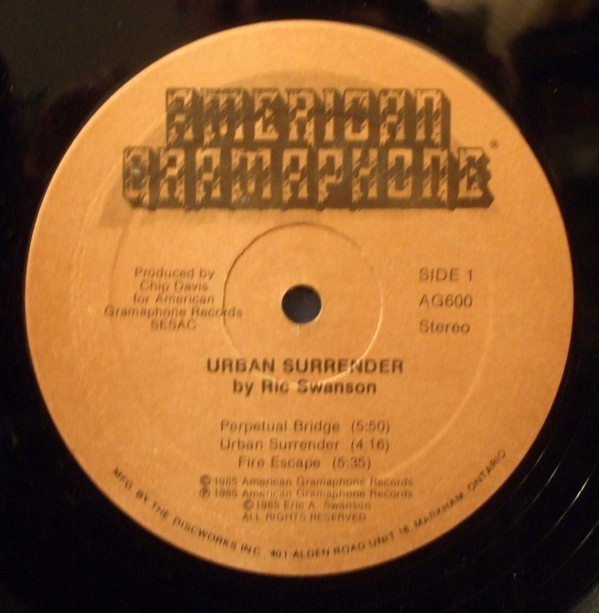 AMERICAN
GRAMAPHONE®
Produced by
Chip Davis
for American
Gramaphone Records
SESAC
SIDE 1
AG600
Stereo
URBAN SURRENDER
by Ric Swanson
Perpetual Bridge (5:50)
Urban Surrender (4:16)
Fire Escape (5:35)
©1985 American Gramaphone Records
℗1985 American Gramaphone Records
©1985 Eric A. Swanson
ALL RIGHTS RESERVED
MFG. BY THE DISCWORKS INC. 401 ALDEN ROAD UNIT 18, MARKHAM, ONTARIO